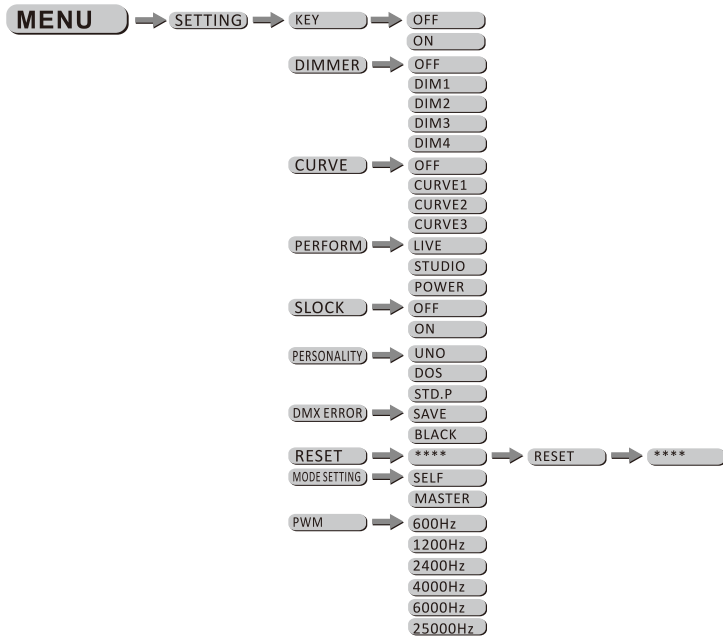 MENU SETTING KEY OFF
ON
DIMMER OFF
DIM1
DIM2
DIM3
DIM4
CURVE OFF
CURVE1
CURVE2
CURVE3
PERFORM LIVE
STUDIO
POWER
SLOCK OFF
ON
PERSONALITY UNO
DOS
STD.P
DMX ERROR SAVE
BLACK
RESET **** RESET ****
MODE SETTING SELF
MASTER
PWM 600Hz
1200Hz
2400Hz
4000Hz
6000Hz
25000Hz